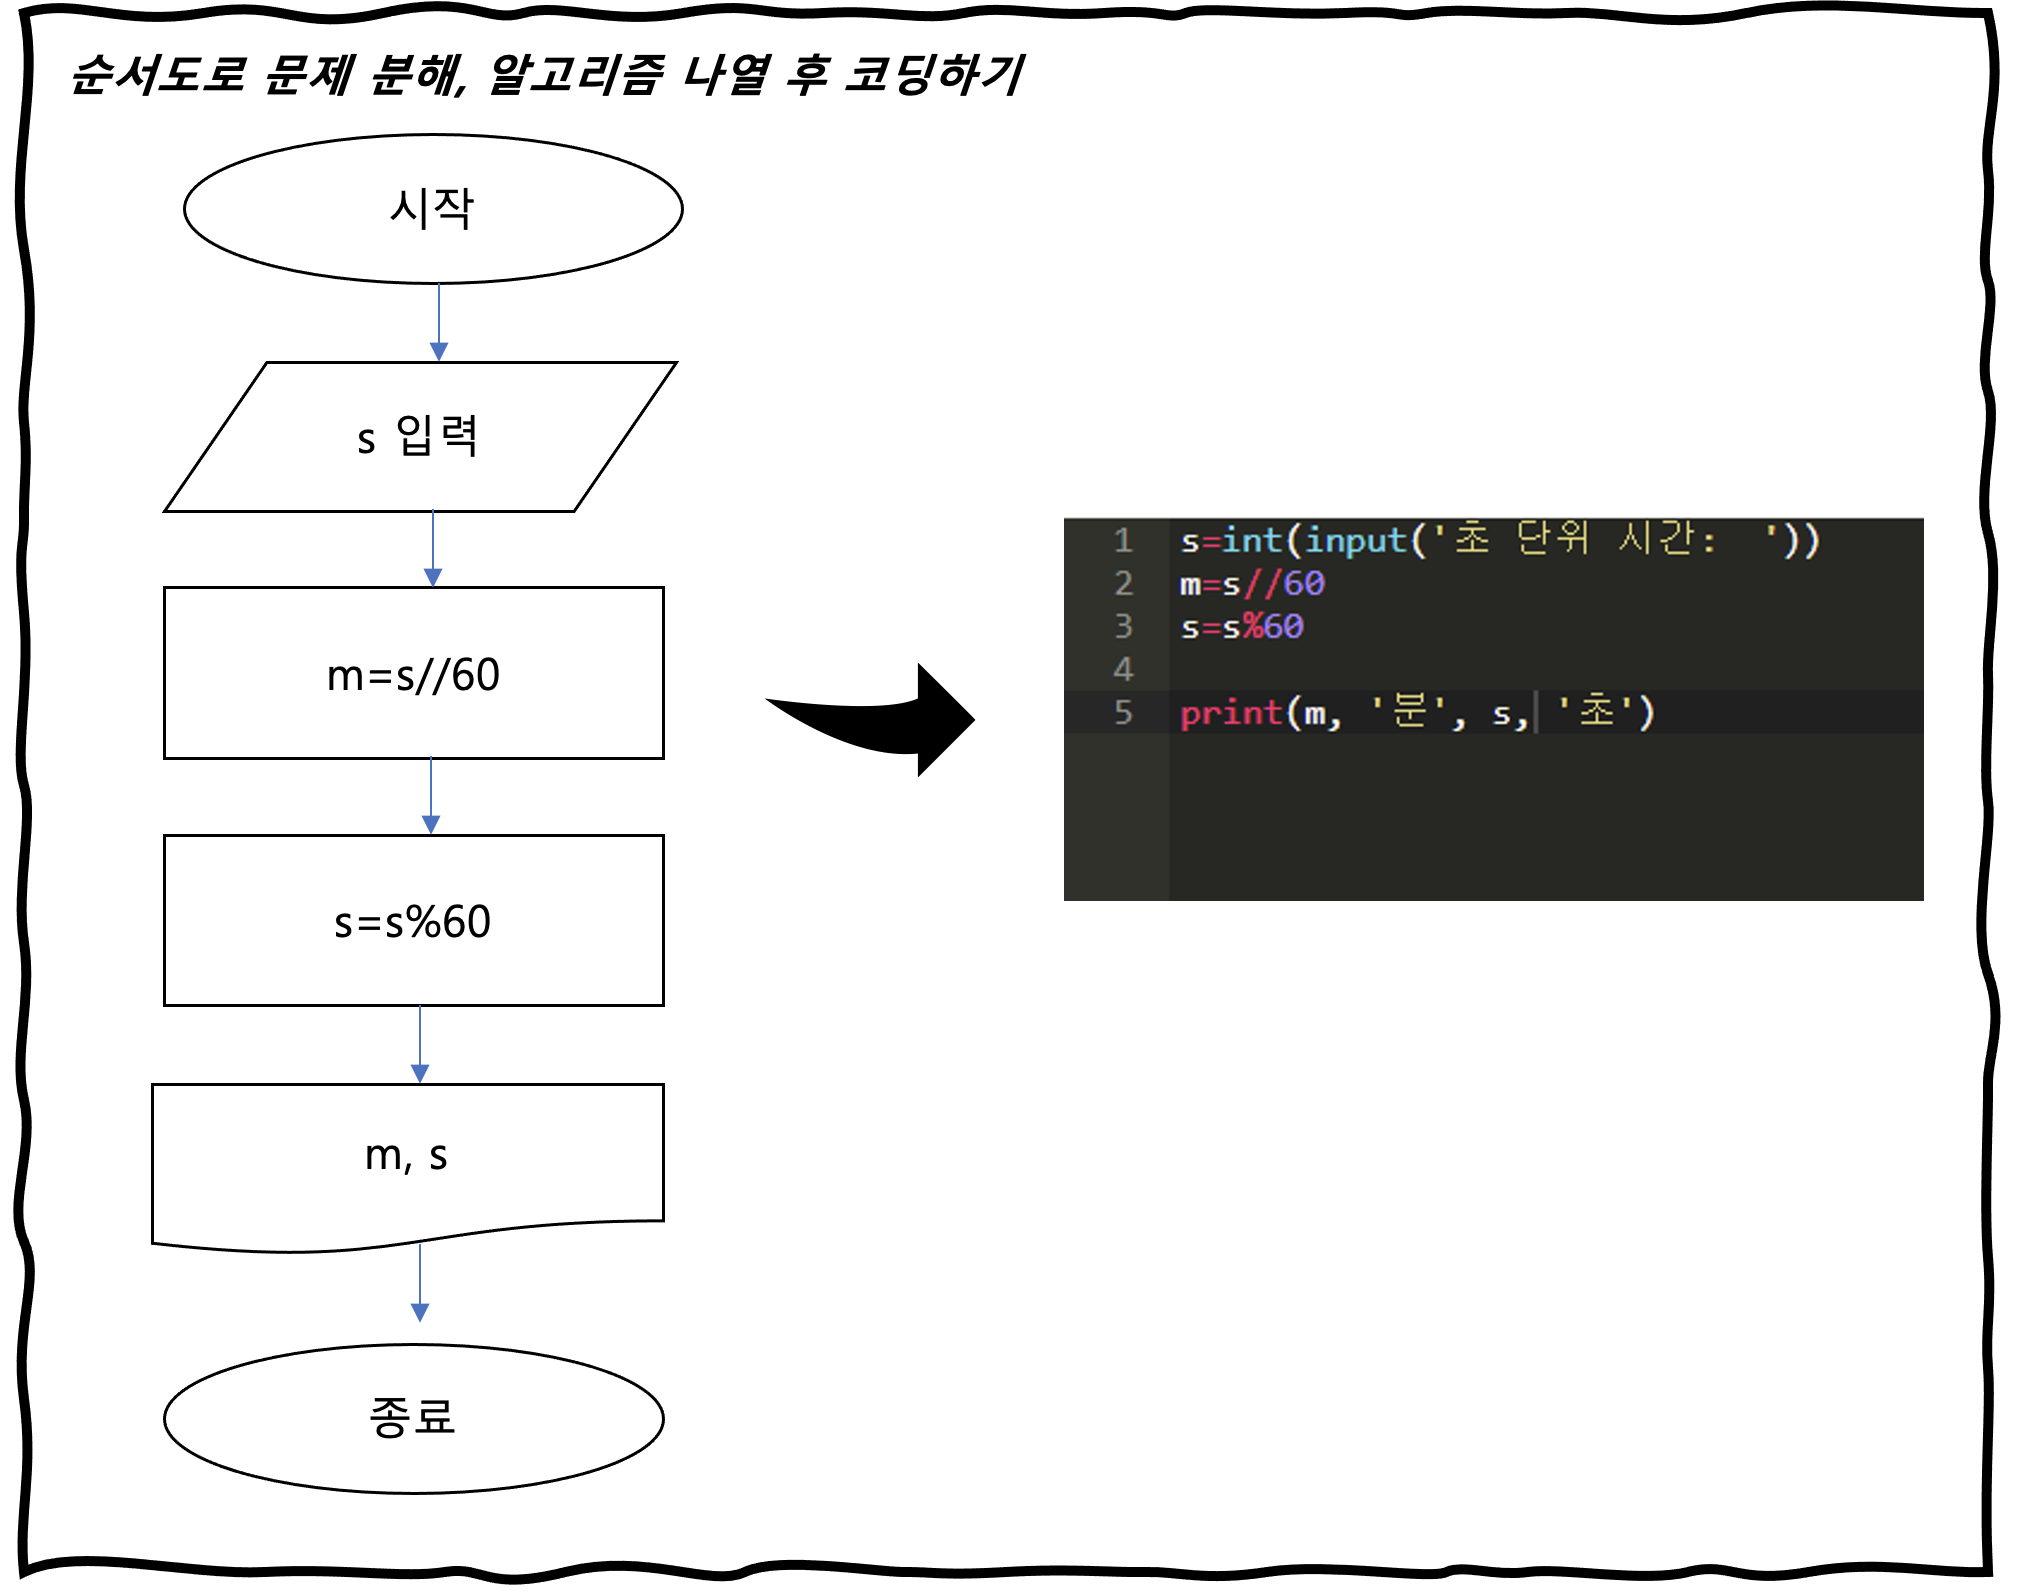 순서도로 문제 분해, 알고리즘 나열 후 코딩하기
시작
s 입력
m=s//60
s=s%60
m, s
종료
1 s=int(input('초 단위 시간: '))
2 m=s//60
3 s=s%60
4
5 print(m, '분', s, '초')